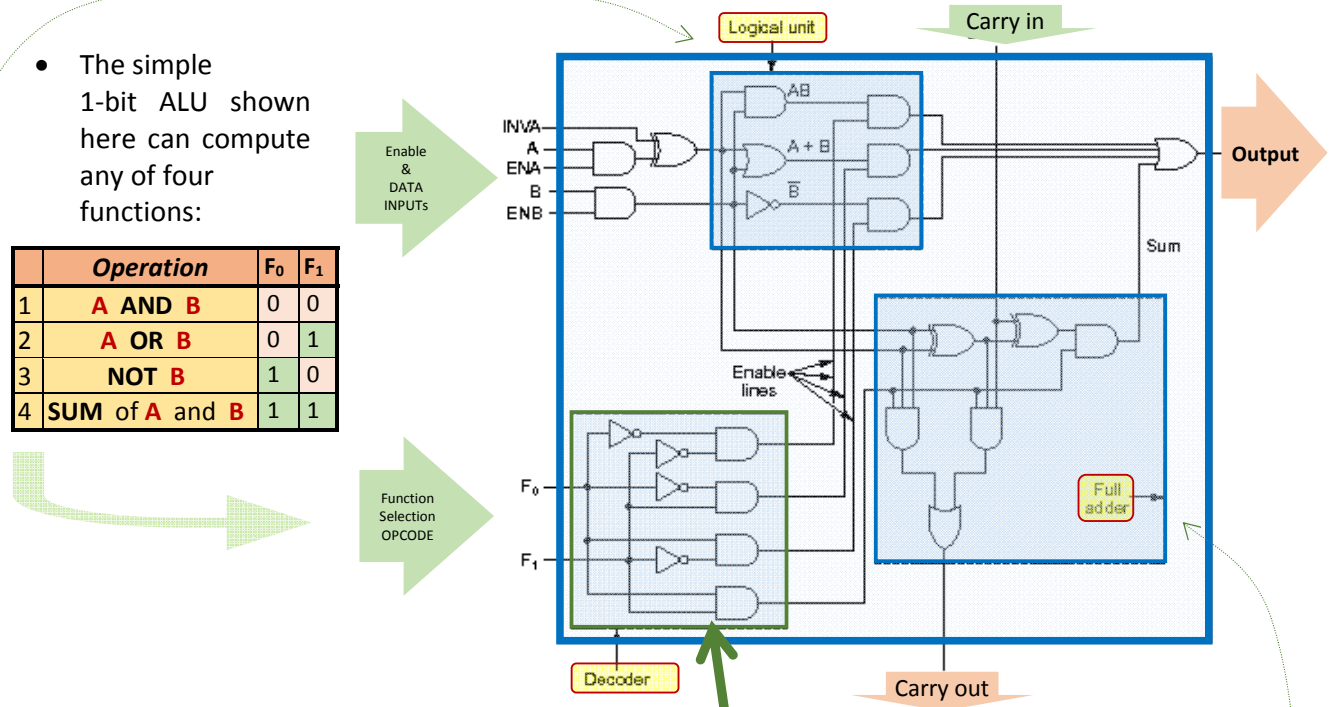 • The simple
1-bit ALU shown
here can compute
any of four
functions:
Operation F₀ F₁
1 A AND B 0 0
2 A OR B 0 1
3 NOT B 1 0
4 SUM of A and B 1 1
Enable
&
DATA
INPUTs
Function
Selection
OPCODE
Logical unit
Carry in
INVA
A
ENA
B
ENB
AB
A + B
B̅
Output
Sum
Enable
lines
F₀
F₁
Full
adder
Decoder
Carry out